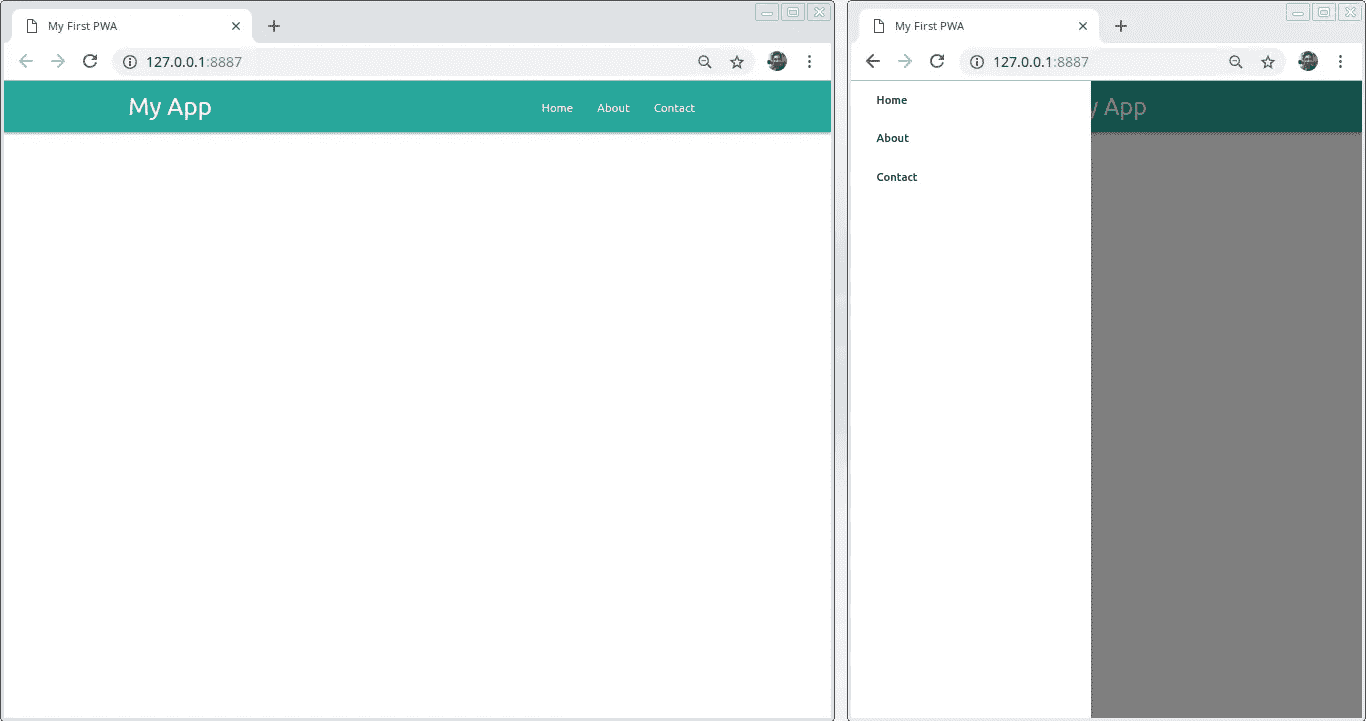 My First PWA
127.0.0.1:8887
My App
Home About Contact
My First PWA
127.0.0.1:8887
Home
About
Contact
y App